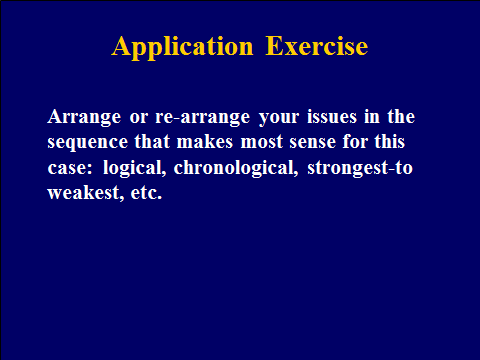 Application Exercise
Arrange or re-arrange your issues in the
sequence that makes most sense for this
case: logical, chronological, strongest-to
weakest, etc.